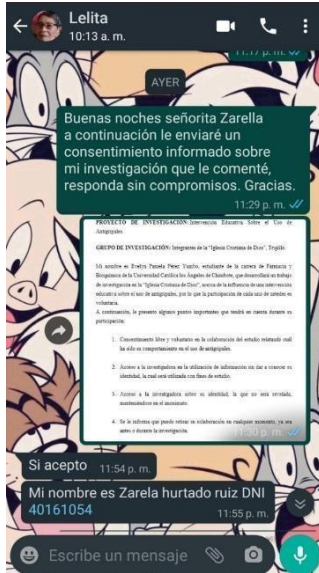 Lelita
10:13 a. m.
11:17 p. m.
AYER
Buenas noches señorita Zarella
a continuación le enviaré un
consentimiento informado sobre
mi investigación que le comenté,
responda sin compromisos. Gracias.
11:29 p. m.
PROYECTO DE INVESTIGACIÓN: Intervención Educativa Sobre el Uso de
Antigripales.
GRUPO DE INVESTIGACIÓN: Integrantes de la "Iglesia Cristiana de Dios", Trujillo.
Mi nombre es Evelyn Pamela Pérez Yumbo, estudiante de la carrera de Farmacia y
Bioquímica de la Universidad Católica los Ángeles de Chimbote, que desarrollará un trabajo
de investigación en la "Iglesia Cristiana de Dios", acerca de la influencia de una intervención
educativa sobre el uso de antigripales, por lo que la participación de cada uno de ustedes es
voluntaria.
A continuación, le presento algunos puntos importantes que tendrá en cuenta durante su
participación.
1. Consentimiento libre y voluntario en la colaboración del estudio relatando cuál
ha sido su comportamiento en el uso de antigripales.
2. Acceso a la investigadora en la utilización de información sin dar a conocer su
identidad, la cual será utilizada con fines de estudio.
3. Acceso a la investigadora sobre su identidad, la que no será revelada,
manteniéndose en el anonimato.
4. Se le informa que puede retirar su colaboración en cualquier momento, ya sea
antes o durante la investigación.
11:30 p. m.
Si acepto 11:54 p. m.
Mi nombre es Zarela hurtado ruiz DNI
40161054 11:55 p. m.
Escribe un mensaje